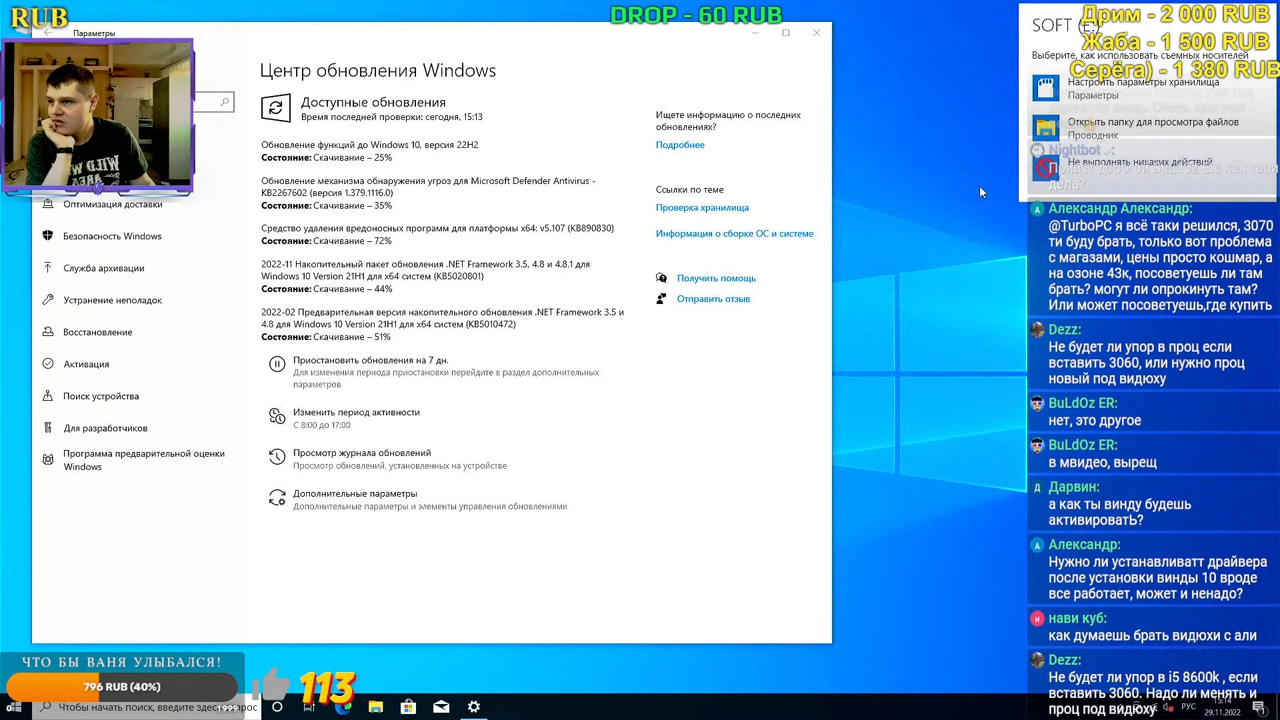 RUB
DROP - 60 RUB
Дрим - 2 000 RUB
Жаба - 1 500 RUB
Серёга) - 1 380 RUB
Параметры
WILD
Оптимизация доставки
Безопасность Windows
Служба архивации
Устранение неполадок
Восстановление
Активация
Поиск устройства
Для разработчиков
Программа предварительной оценки
Windows
Центр обновления Windows
Доступные обновления
Время последней проверки: сегодня, 15:13
Обновление функций до Windows 10, версия 22H2
Состояние: Скачивание – 25%
Обновление механизма обнаружения угроз для Microsoft Defender Antivirus -
KB2267602 (версия 1.379.1116.0)
Состояние: Скачивание – 35%
Средство удаления вредоносных программ для платформы x64: v5.107 (KB890830)
Состояние: Скачивание – 72%
2022-11 Накопительный пакет обновления .NET Framework 3.5, 4.8 и 4.8.1 для
Windows 10 Version 21H1 для x64 систем (KB5020801)
Состояние: Скачивание – 44%
2022-02 Предварительная версия накопительного обновления .NET Framework 3.5 и
4.8 для Windows 10 Version 21H1 для x64 систем (KB5010472)
Состояние: Скачивание – 51%
Приостановить обновления на 7 дн.
Для изменения периода приостановки перейдите в раздел дополнительных
параметров
Изменить период активности
С 8:00 до 17:00
Просмотр журнала обновлений
Просмотр обновлений, установленных на устройстве
Дополнительные параметры
Дополнительные параметры и элементы управления обновлениями
Ищете информацию о последних
обновлениях?
Подробнее
Ссылки по теме
Проверка хранилища
Информация о сборке ОС и системе
Получить помощь
Отправить отзыв
SOFT (E:)
Выберите, как использовать съемных носителей
Настроить параметры хранилища
Параметры
Открыть папку для просмотра файлов
Проводник
Nightbot :
Не выполнять никаких действий
дела?
Александр Александр:
@TurboPC я всё таки решился, 3070
ти буду брать, только вот проблема,
с магазами, цены просто кошмар, а
на озоне 43к, посоветуешь ли там
брать? могут ли опрокинуть там?
Или может посоветуешь,где купить
Dezz:
Не будет ли упор в проц если
вставить 3060, или нужно проц
новый под видюху
BuLdOz ER:
нет, это другое
BuLdOz ER:
в мвидео, вырещ
Дарвин:
а как ты винду будешь
активировать?
Александр:
Нужно ли устанавливатт драйвера
после установки винды 10 вроде
все работает, может и ненадо?
нави куб:
как думаешь брать видюхи с али
Dezz:
Не будет ли упор в i5 8600k , если
вставить 3060. Надо ли менять и
проц под видюху
ЧТО БЫ ВАНЯ УЛЫБАЛСЯ!
796 RUB (40%)
1999
113
Чтобы начать поиск, введите здесь запрос
РУС
15:14
29.11.2022